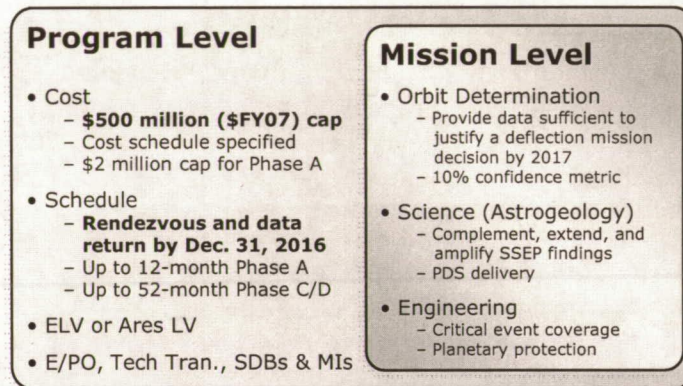 Program Level
• Cost
– $500 million ($FY07) cap
– Cost schedule specified
– $2 million cap for Phase A
• Schedule
– Rendezvous and data
return by Dec. 31, 2016
– Up to 12-month Phase A
– Up to 52-month Phase C/D
• ELV or Ares LV
• E/PO, Tech Tran., SDBs & MIs
Mission Level
• Orbit Determination
– Provide data sufficient to
justify a deflection mission
decision by 2017
– 10% confidence metric
• Science (Astrogeology)
– Complement, extend, and
amplify SSEP findings
– PDS delivery
• Engineering
– Critical event coverage
– Planetary protection